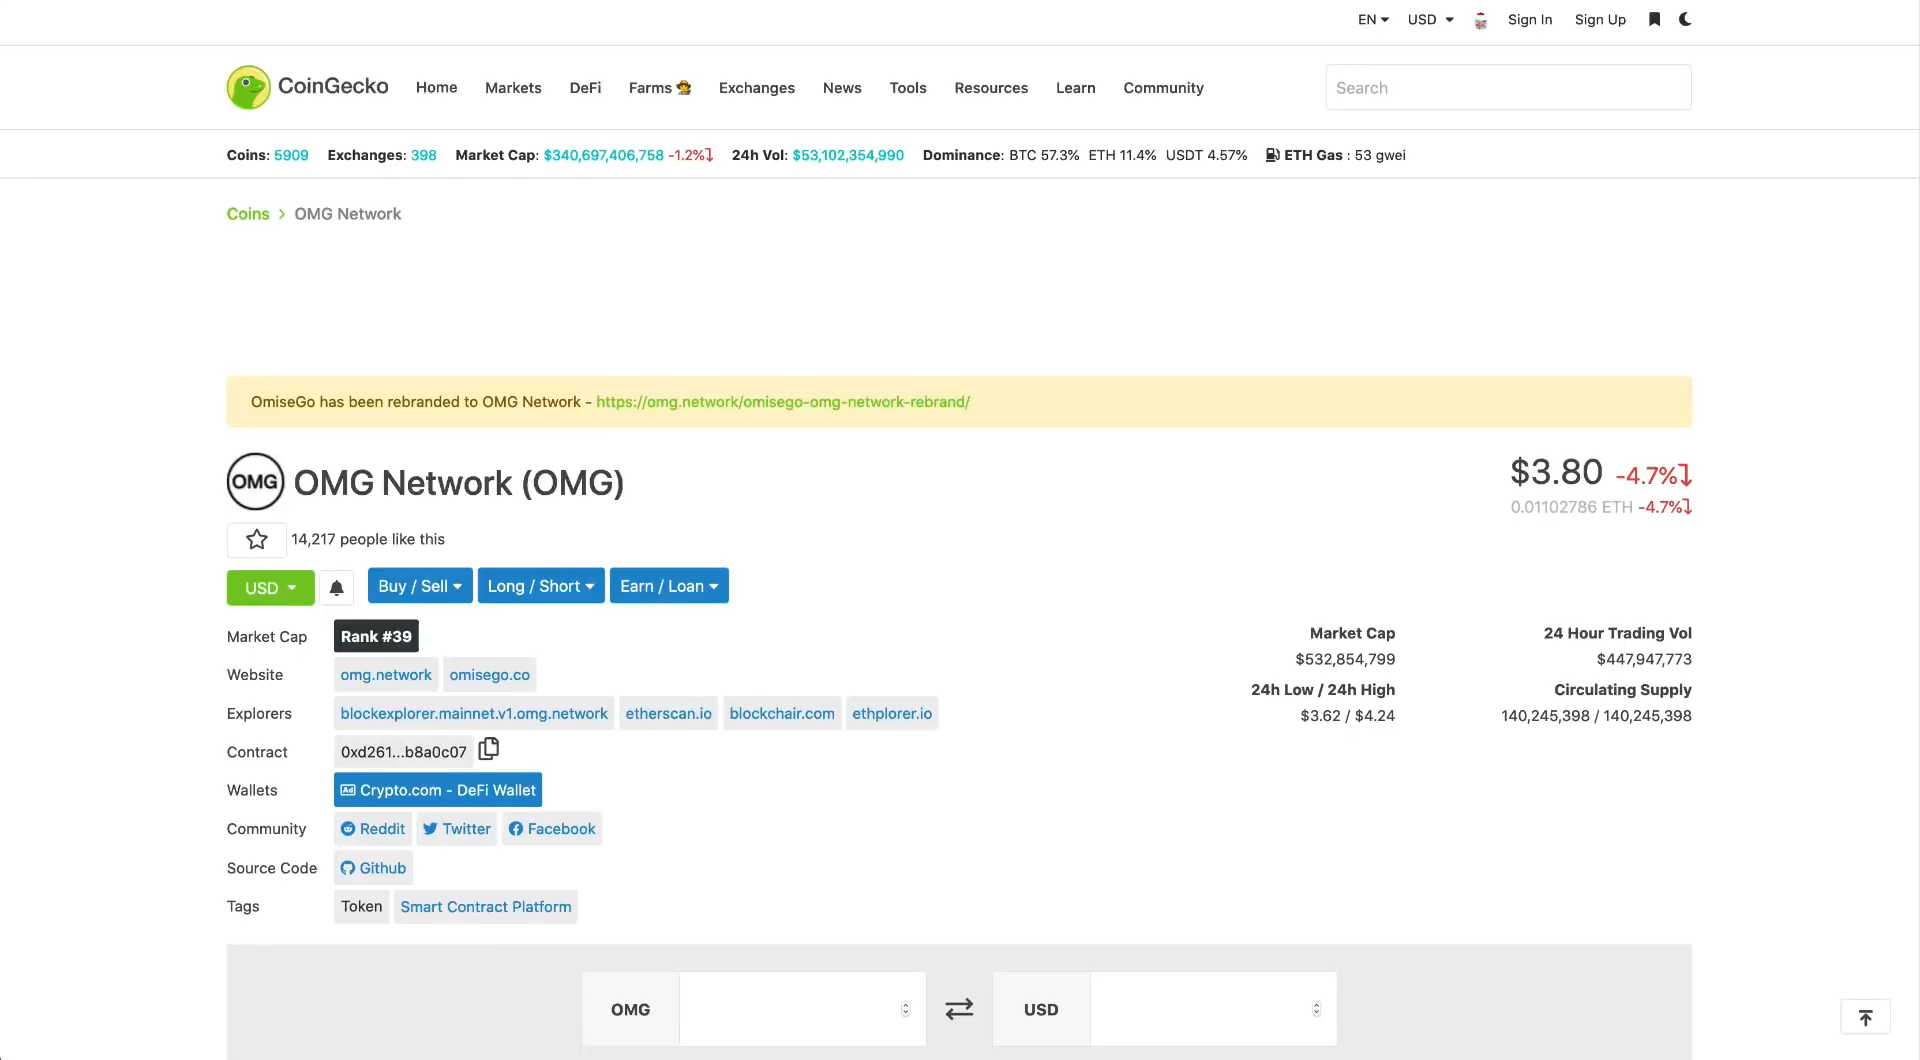 EN USD Sign In Sign Up
CoinGecko Home Markets DeFi Farms Exchanges News Tools Resources Learn Community Search
Coins: 5909 Exchanges: 398 Market Cap: $340,697,406,758 -1.2% 24h Vol: $53,102,354,990 Dominance: BTC 57.3% ETH 11.4% USDT 4.57% ETH Gas : 53 gwei
Coins > OMG Network
OmiseGo has been rebranded to OMG Network - https://omg.network/omisego-omg-network-rebrand/
OMG OMG Network (OMG)
$3.80 -4.7%
0.01102786 ETH -4.7%
14,217 people like this
USD Buy / Sell Long / Short Earn / Loan
Market Cap Rank #39
Website omg.network omisego.co
Explorers blockexplorer.mainnet.v1.omg.network etherscan.io blockchair.com ethplorer.io
Contract 0xd261...b8a0c07
Wallets Ad Crypto.com - DeFi Wallet
Community Reddit Twitter Facebook
Source Code Github
Tags Token Smart Contract Platform
Market Cap 24 Hour Trading Vol
$532,854,799 $447,947,773
24h Low / 24h High Circulating Supply
$3.62 / $4.24 140,245,398 / 140,245,398
OMG USD